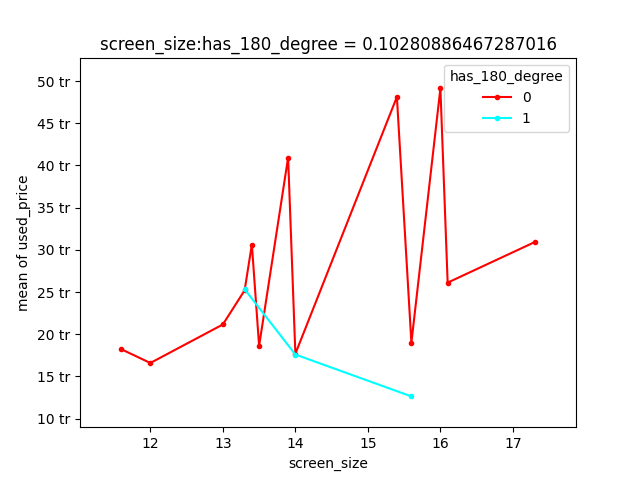 screen_size:has_180_degree = 0.10280886467287016
has_180_degree
0
1
50 tr
45 tr
40 tr
35 tr
30 tr
25 tr
20 tr
15 tr
10 tr
mean of used_price
12 13 14 15 16 17
screen_size